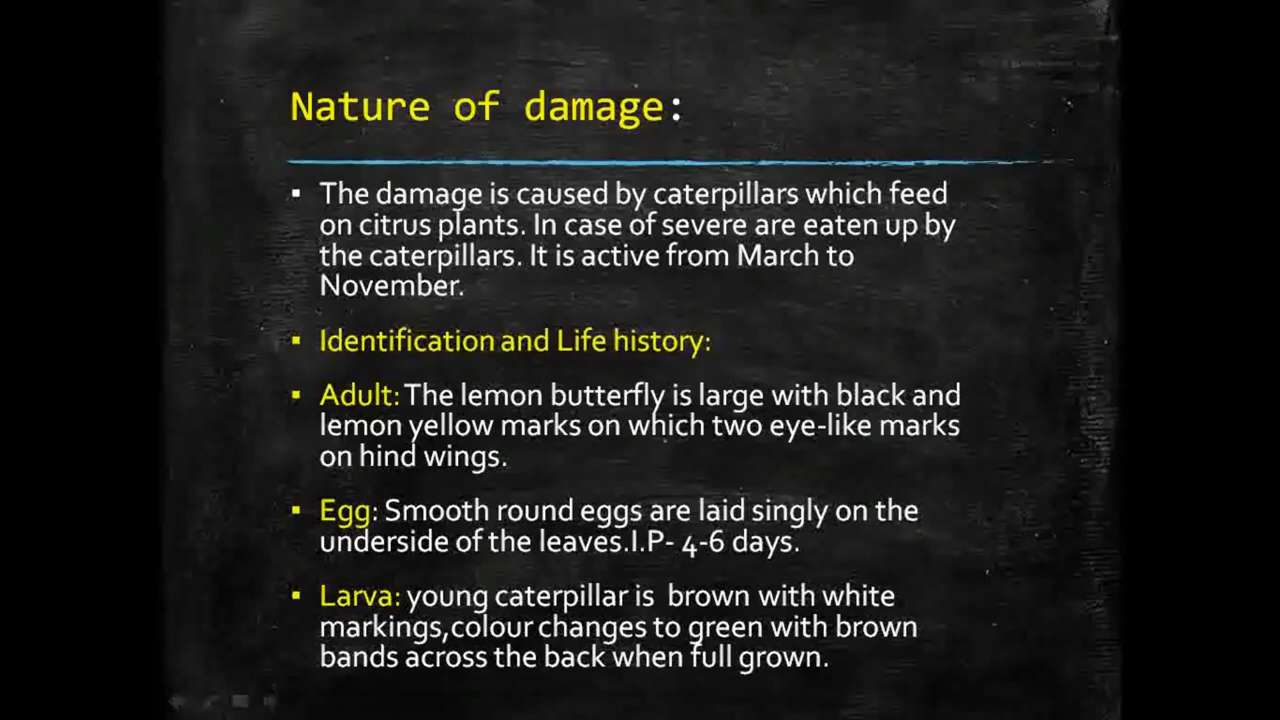 Nature of damage:
▪ The damage is caused by caterpillars which feed
on citrus plants. In case of severe are eaten up by
the caterpillars. It is active from March to
November.
▪ Identification and Life history:
▪ Adult: The lemon butterfly is large with black and
lemon yellow marks on which two eye-like marks
on hind wings.
▪ Egg: Smooth round eggs are laid singly on the
underside of the leaves.I.P- 4-6 days.
▪ Larva: young caterpillar is  brown with white
markings,colour changes to green with brown
bands across the back when full grown.